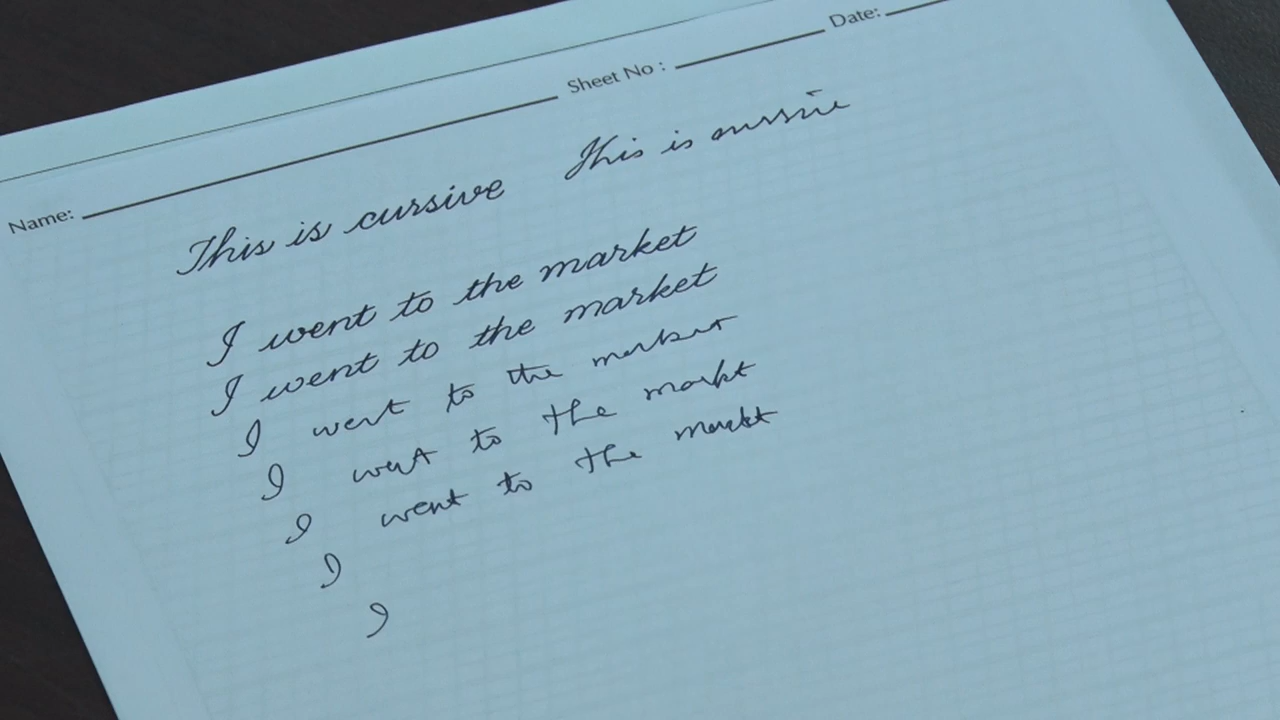 Name: Sheet No : Date:
This is cursive This is cursive
I went to the market
I went to the market
I went to the market
I went to the market
I went to the market
I
I